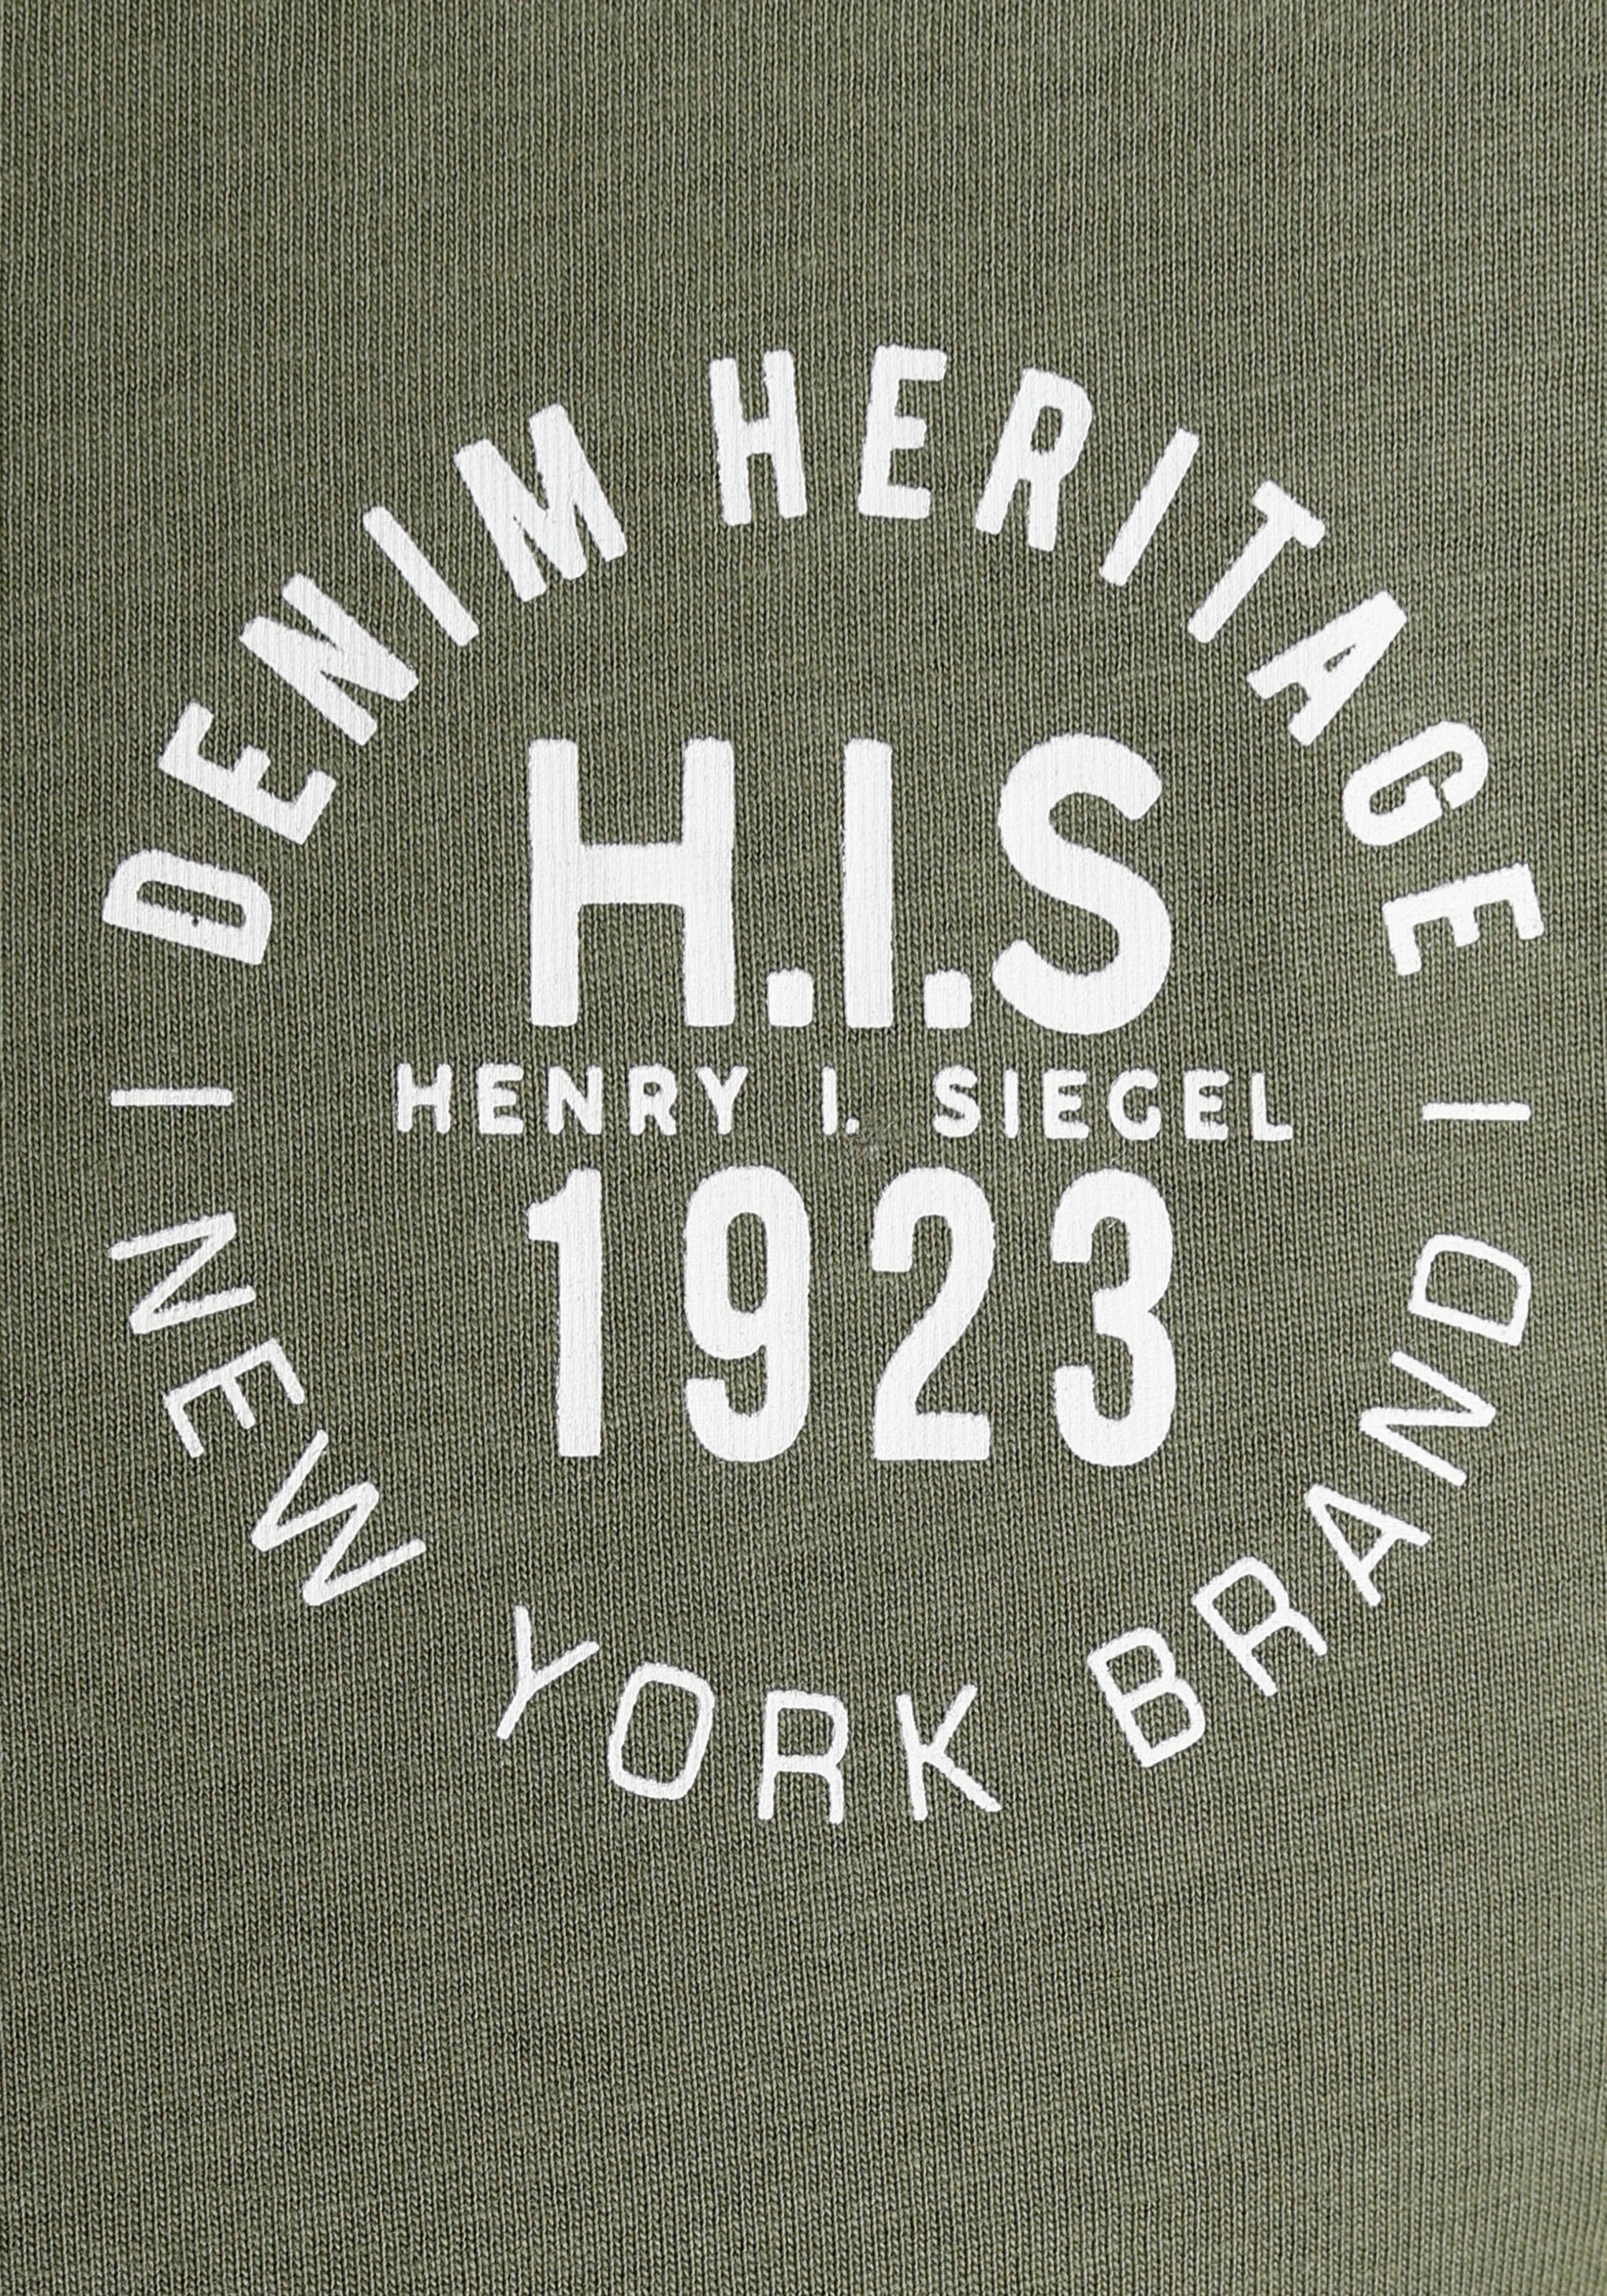 DENIM HERITAGE
H.I.S
HENRY I. SIEGEL
1923
| NEW YORK BRAND |